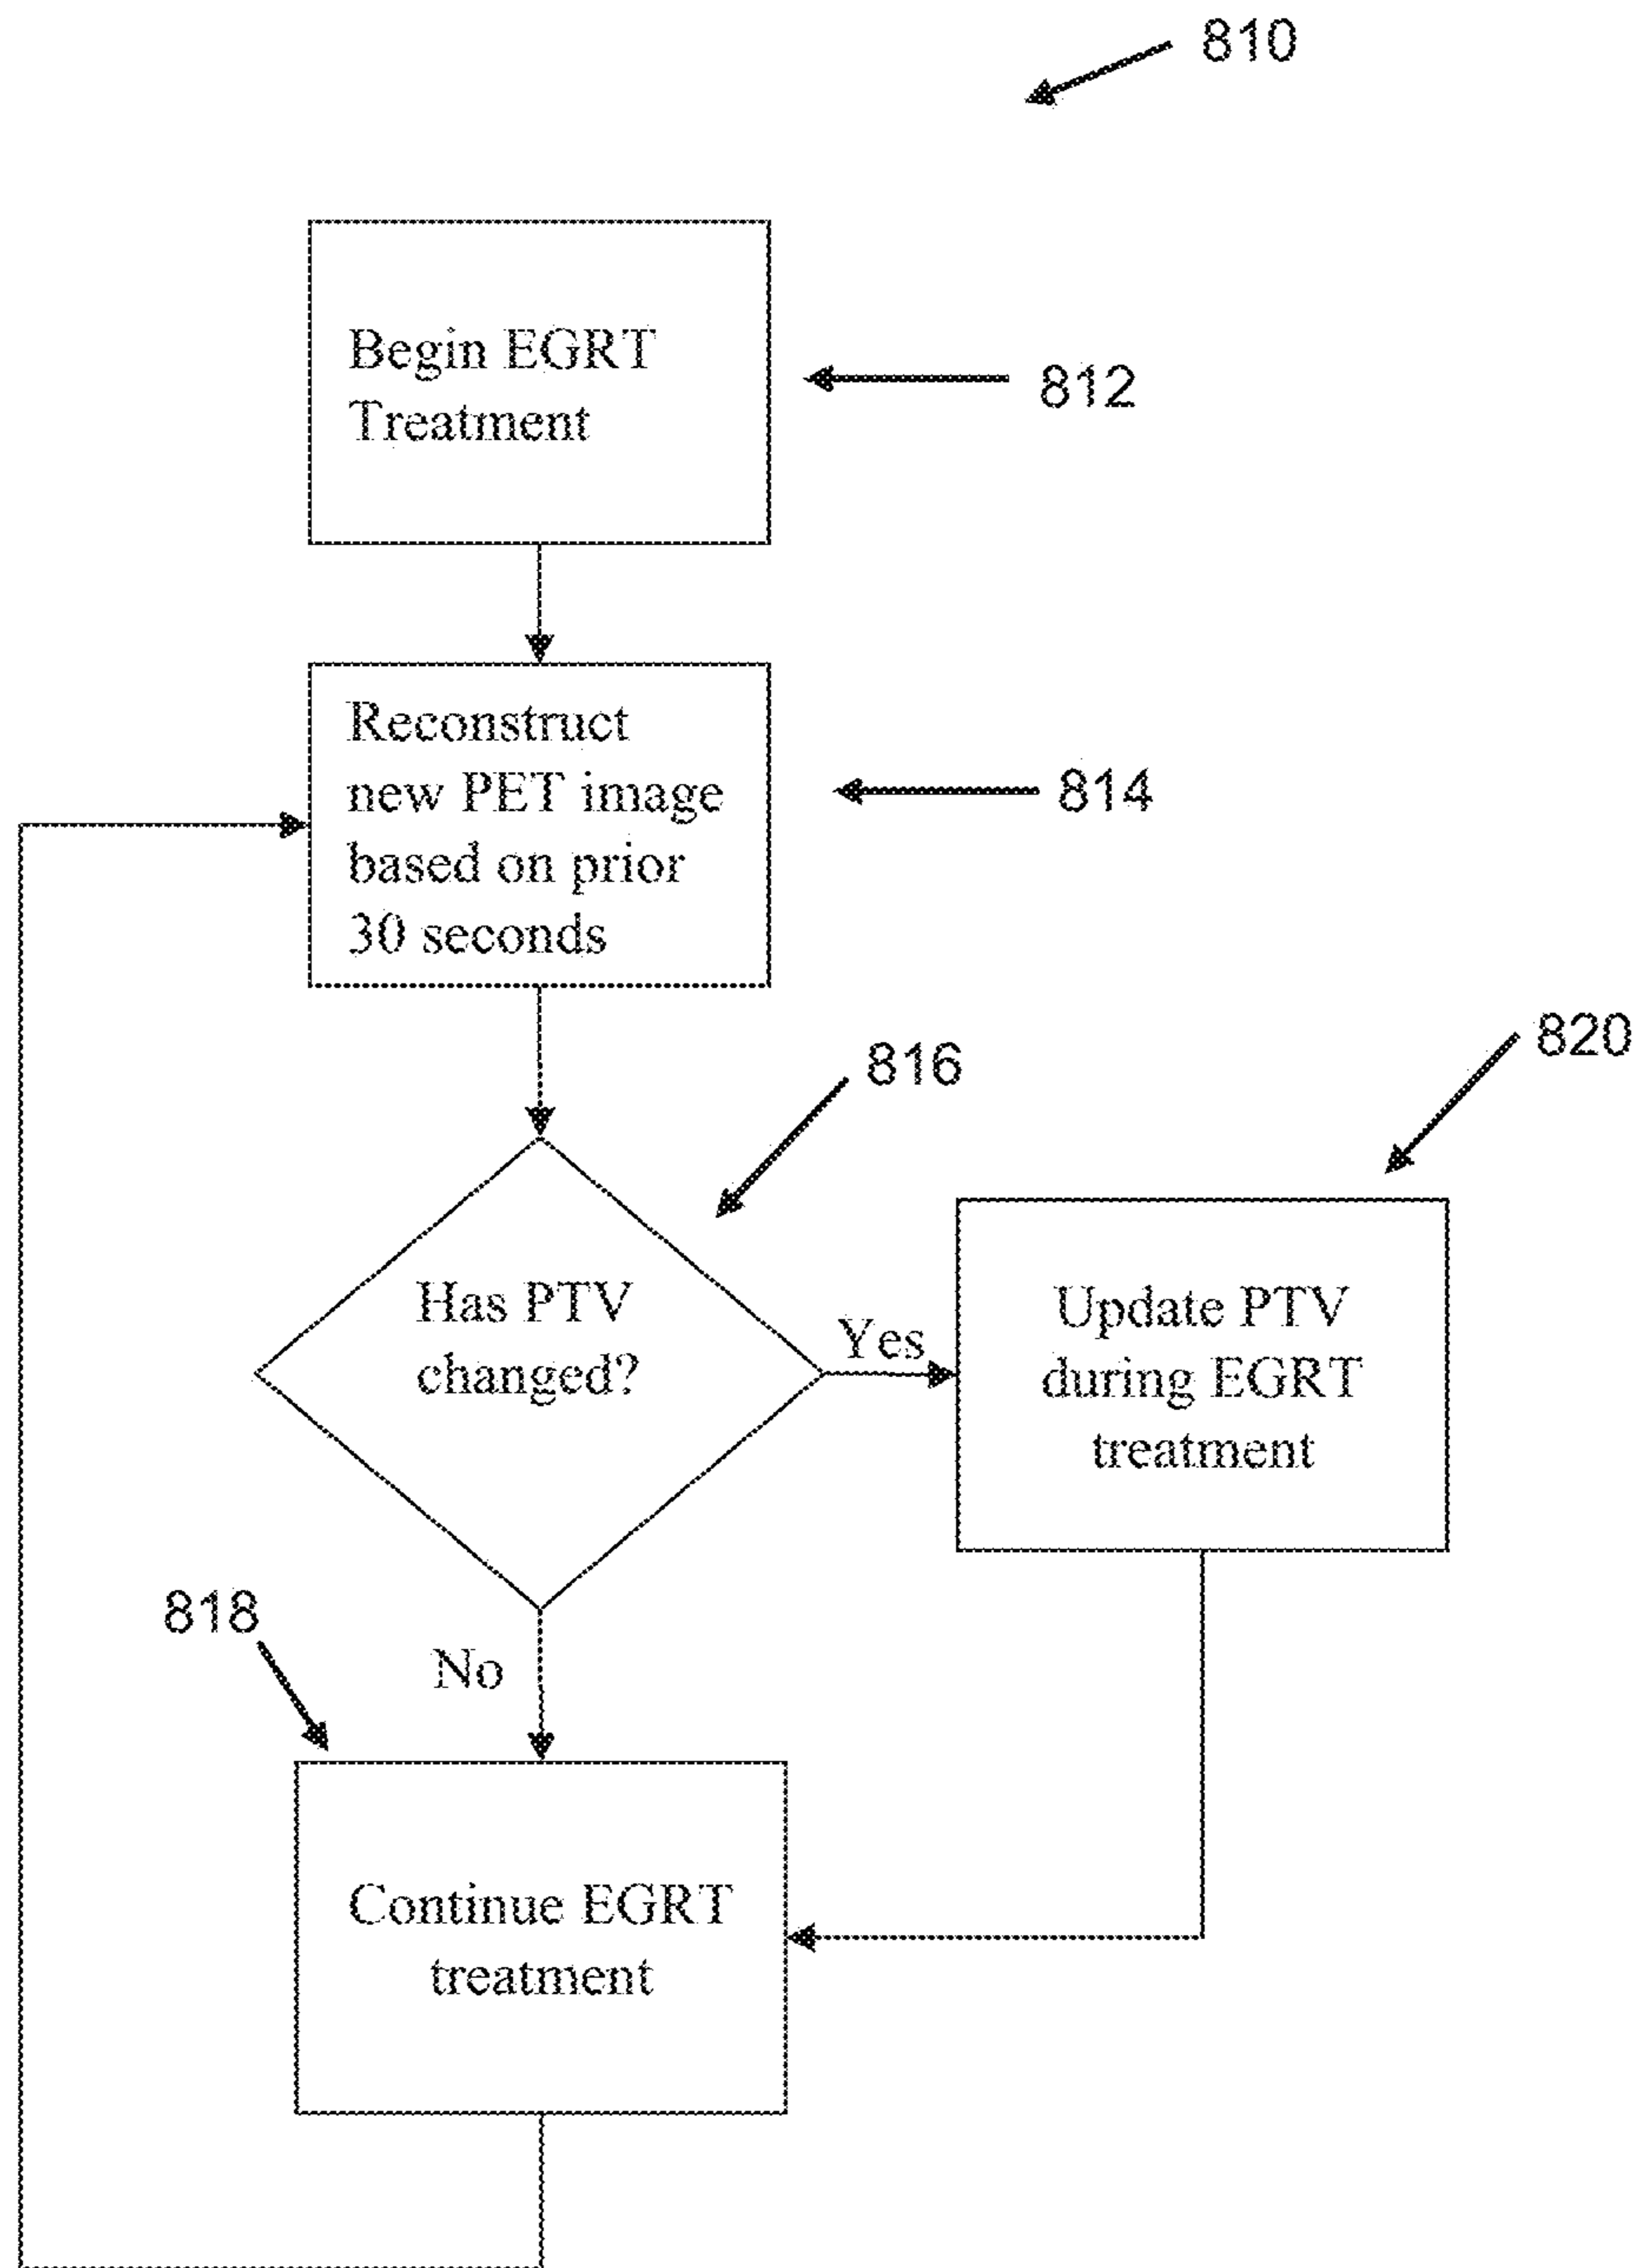 810
Begin EGRT
Treatment
812
Reconstruct
new PET image
based on prior
30 seconds
814
816
820
Has PTV
changed?
Yes
Update PTV
during EGRT
treatment
818
No
Continue EGRT
treatment